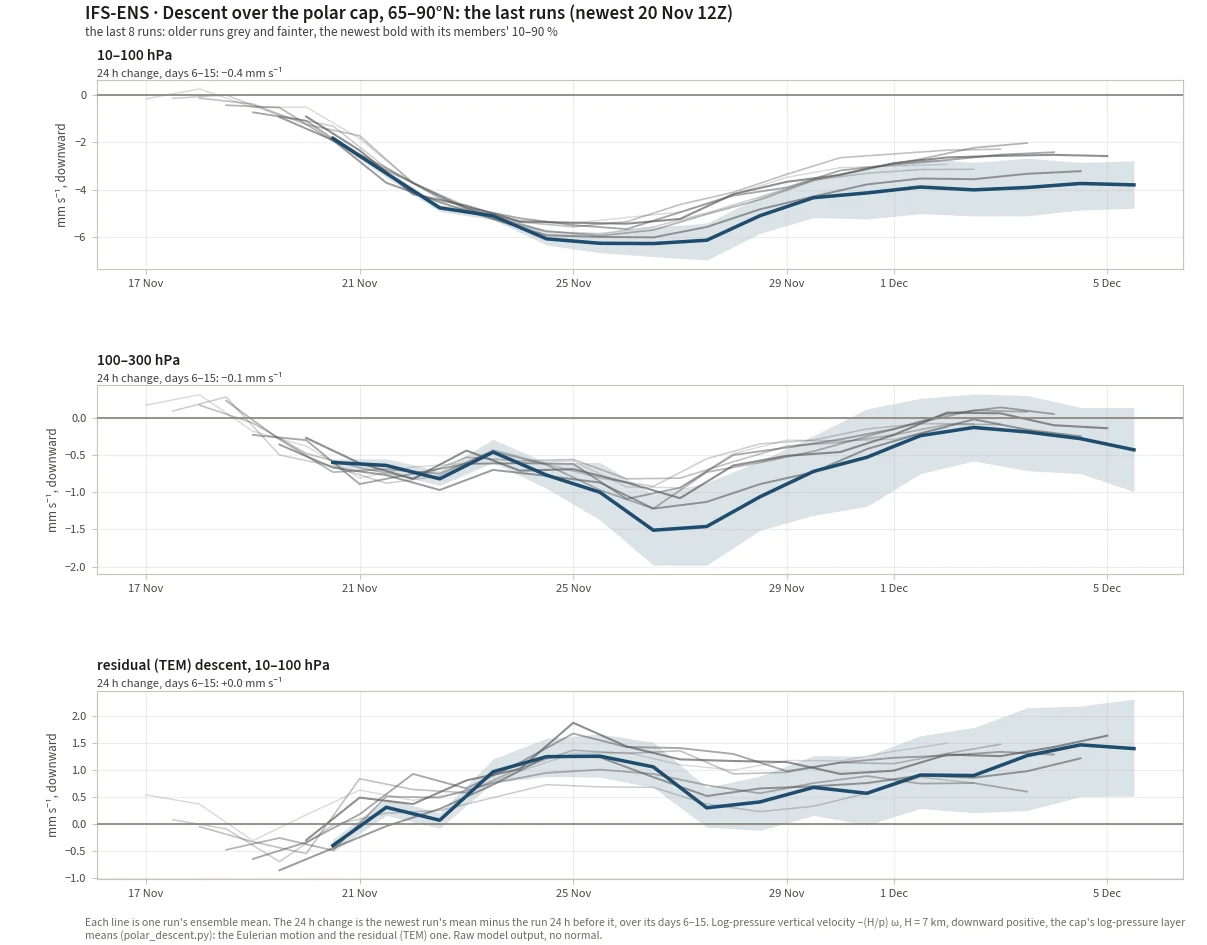 IFS-ENS · Descent over the polar cap, 65–90°N: the last runs (newest 20 Nov 12Z)
the last 8 runs: older runs grey and fainter, the newest bold with its members' 10–90 %
10–100 hPa
24 h change, days 6–15: −0.4 mm s⁻¹
0
−2
−4
−6
mm s⁻¹, downward
17 Nov 21 Nov 25 Nov 29 Nov 1 Dec 5 Dec
100–300 hPa
24 h change, days 6–15: −0.1 mm s⁻¹
0.0
−0.5
−1.0
−1.5
−2.0
mm s⁻¹, downward
17 Nov 21 Nov 25 Nov 29 Nov 1 Dec 5 Dec
residual (TEM) descent, 10–100 hPa
24 h change, days 6–15: +0.0 mm s⁻¹
2.0
1.5
1.0
0.5
0.0
−0.5
−1.0
mm s⁻¹, downward
17 Nov 21 Nov 25 Nov 29 Nov 1 Dec 5 Dec
Each line is one run's ensemble mean. The 24 h change is the newest run's mean minus the run 24 h before it, over its days 6–15. Log-pressure vertical velocity −(H/p) ω, H = 7 km, downward positive, the cap's log-pressure layer
means (polar_descent.py): the Eulerian motion and the residual (TEM) one. Raw model output, no normal.